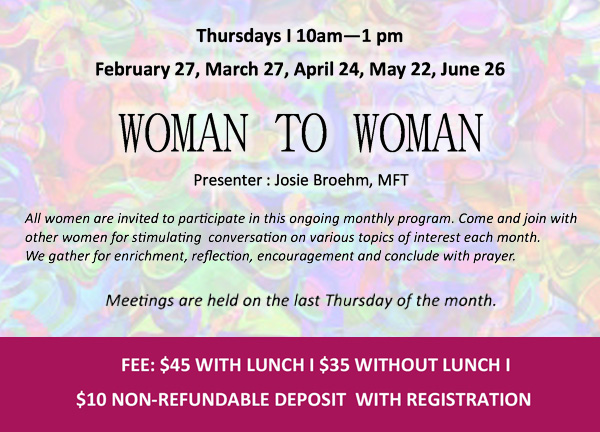 Thursdays I 10am—1 pm
February 27, March 27, April 24, May 22, June 26
WOMAN TO WOMAN
Presenter : Josie Broehm, MFT
All women are invited to participate in this ongoing monthly program. Come and join with
other women for stimulating  conversation on various topics of interest each month.
We gather for enrichment, reflection, encouragement and conclude with prayer.
Meetings are held on the last Thursday of the month.
FEE: $45 WITH LUNCH I $35 WITHOUT LUNCH I
$10 NON-REFUNDABLE DEPOSIT  WITH REGISTRATION